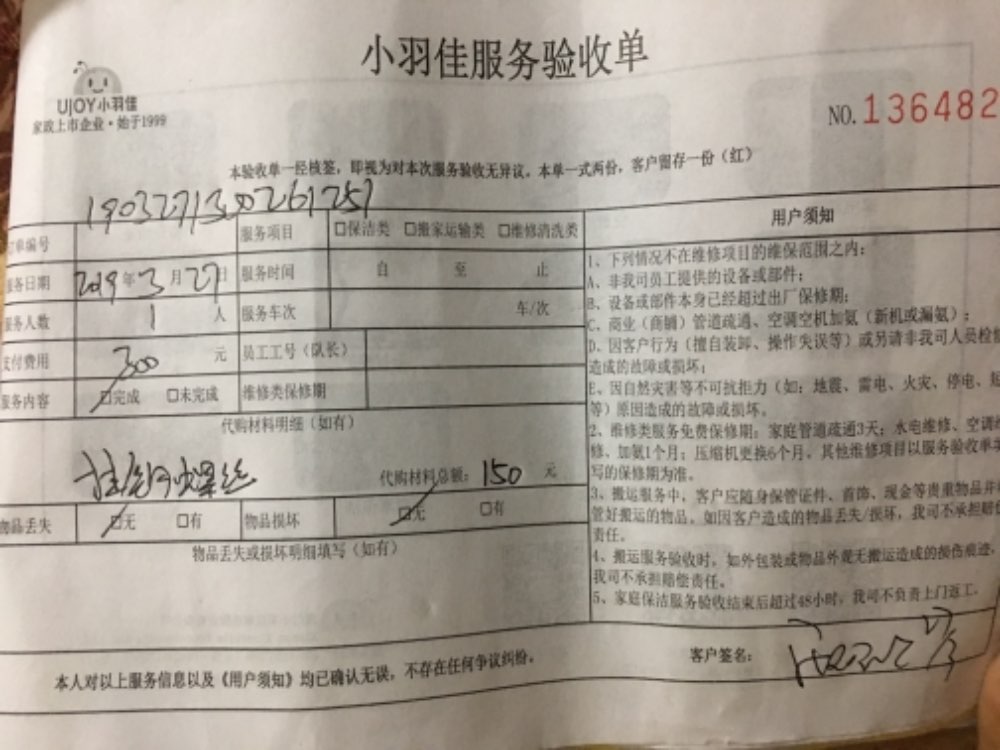 小羽佳服务验收单
UJOY小羽佳
家政上市企业·始于1999
NO.136482
本验收单一经核签，即视为对本次服务验收无异议。本单一式两份，客户留存一份（红）
单编号 服务项目 □保洁类 □搬家运输类 □维修清洗类
服务日期 2019年3月27日 服务时间 自 至 止
服务人数 1 人 服务车次 车/次
支付费用 300 元 员工工号（队长）
服务内容 □完成 □未完成 维修类保修期
代购材料明细（如有）
螺丝 代购材料总额：150 元
物品丢失 □无 □有 物品损坏 □无 □有
物品丢失或损坏明细填写（如有）
用户须知
1、下列情况不在维修项目的维保范围之内：
A、非我司员工提供的设备或部件；
B、设备或部件本身已经超过出厂保修期；
C、商业（商铺）管道疏通、空调空机加氨（新机或漏氨）；
D、因客户行为（擅自装卸、操作失误等）或另请非我司人员检
造成的故障或损坏；
E、因自然灾害等不可抗拒力（如：地震、雷电、火灾、停电、
等）原因造成的故障或损坏。
2、维修类服务免费保修期：家庭管道疏通3天；水电维修、空调
修、加氨1个月；压缩机更换6个月。其他维修项目以服务验收单
写的保修期为准。
3、搬运服务中，客户应随身保管证件、首饰、现金等贵重物品并
管好搬运的物品。如因客户造成的物品丢失/损坏，我司不承担赔
责任。
4、搬运服务验收时，如外包装或物品外观无搬运造成的损伤痕迹，
我司不承担赔偿责任。
5、家庭保洁服务验收结束后超过48小时，我司不负责上门返工。
本人对以上服务信息以及《用户须知》均已确认无误，不存在任何争议纠纷。
客户签名：